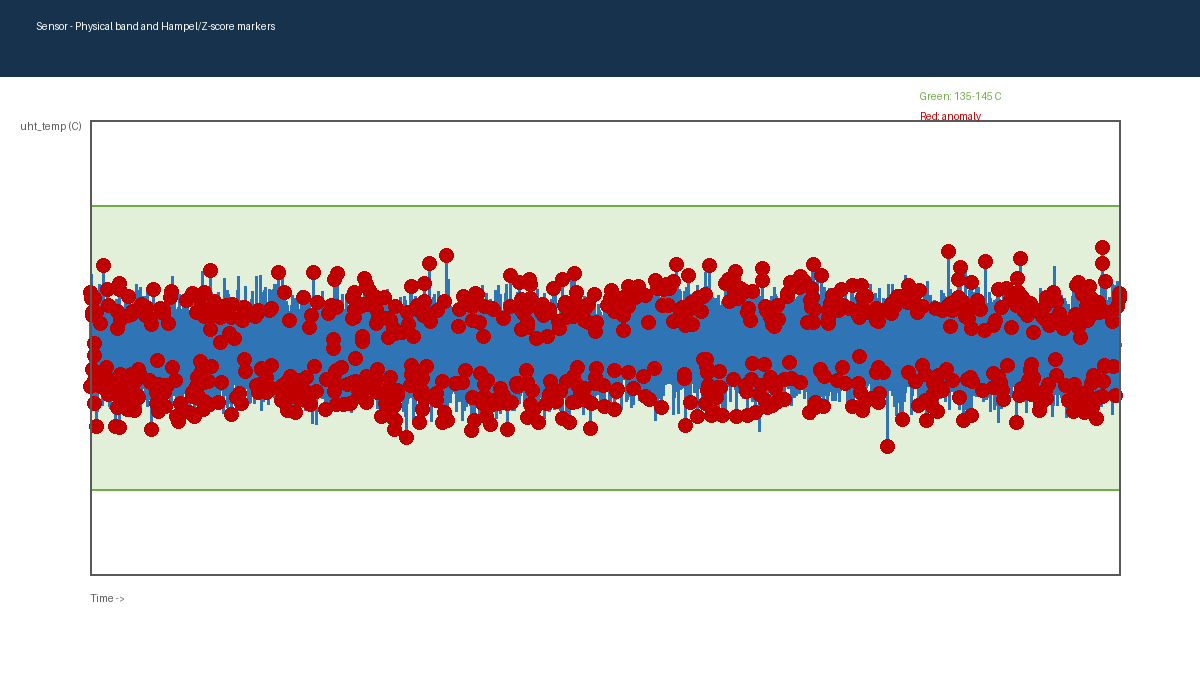 Sensor - Physical band and Hampel/Z-score markers
Green: 135-145 C
Red: anomaly
uht_temp (C)
Time ->